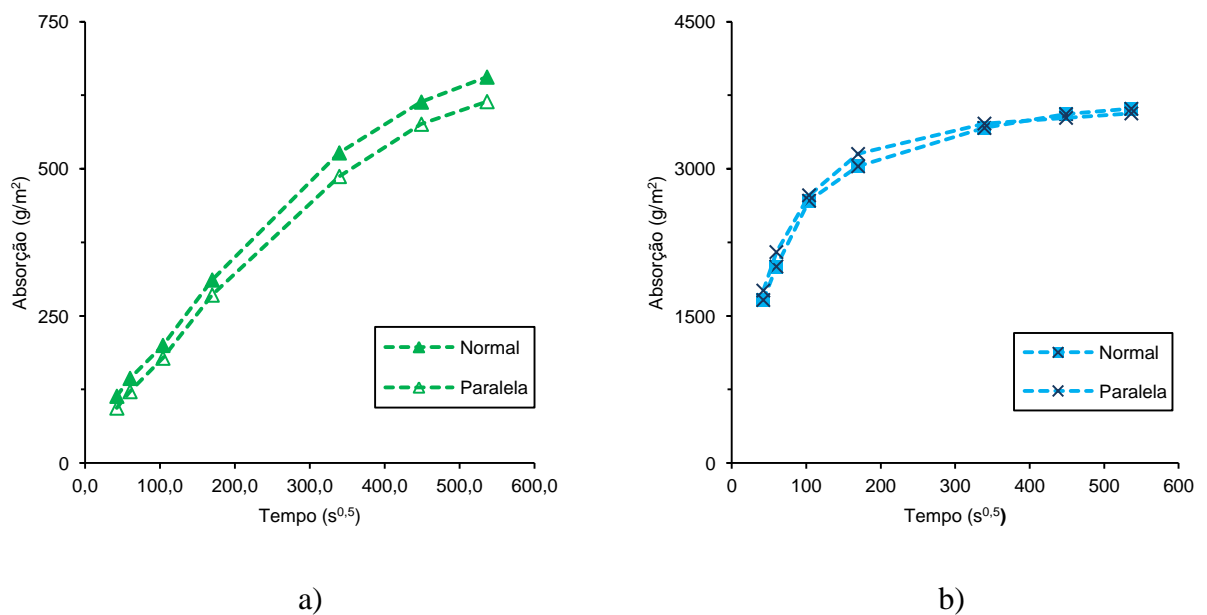 750
500
250
0
Absorção (g/m²)
0,0 100,0 200,0 300,0 400,0 500,0 600,0
Tempo (s⁰,⁵)
Normal
Paralela
a)
4500
3000
1500
0
Absorção (g/m²)
0 100 200 300 400 500 600
Tempo (s⁰,⁵)
Normal
Paralela
b)